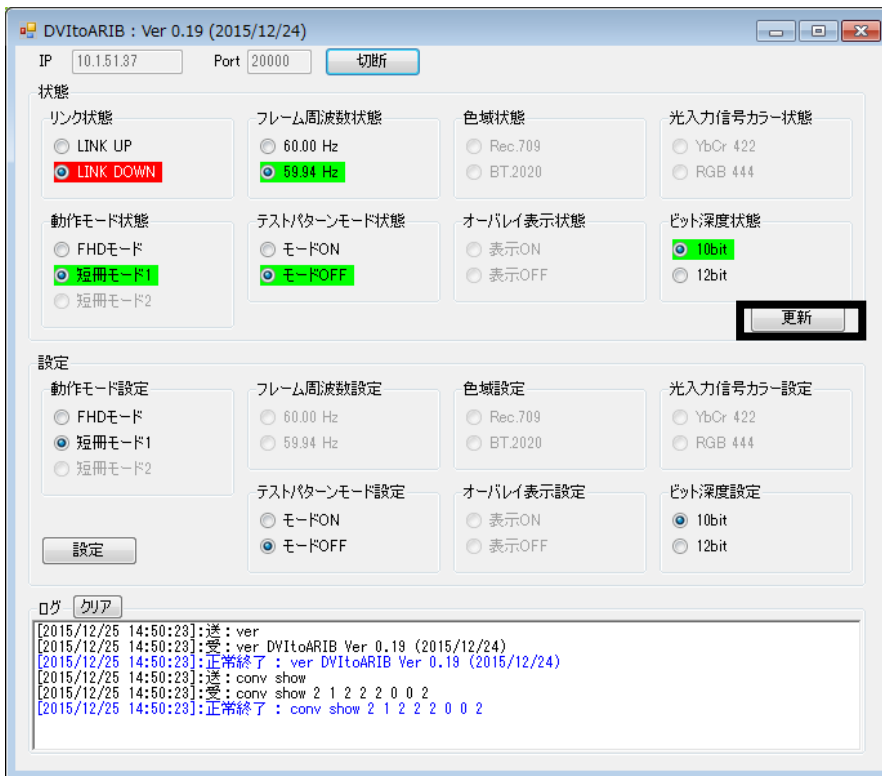 DVItoARIB : Ver 0.19 (2015/12/24)
IP 10.1.51.37 Port 20000 切断
状態
リンク状態 フレーム周波数状態 色域状態 光入力信号カラー状態
LINK UP 60.00 Hz Rec.709 YbCr 422
LINK DOWN 59.94 Hz BT.2020 RGB 444
動作モード状態 テストパターンモード状態 オーバレイ表示状態 ビット深度状態
FHDモード モードON 表示ON 10bit
短冊モード1 モードOFF 表示OFF 12bit
短冊モード2
更新
設定
動作モード設定 フレーム周波数設定 色域設定 光入力信号カラー設定
FHDモード 60.00 Hz Rec.709 YbCr 422
短冊モード1 59.94 Hz BT.2020 RGB 444
短冊モード2
テストパターンモード設定 オーバレイ表示設定 ビット深度設定
モードON 表示ON 10bit
設定 モードOFF 表示OFF 12bit
ログ クリア
[2015/12/25 14:50:23]:送 : ver
[2015/12/25 14:50:23]:受 : ver DVItoARIB Ver 0.19 (2015/12/24)
[2015/12/25 14:50:23]:正常終了 : ver DVItoARIB Ver 0.19 (2015/12/24)
[2015/12/25 14:50:23]:送 : conv show
[2015/12/25 14:50:23]:受 : conv show 2 1 2 2 2 0 0 2
[2015/12/25 14:50:23]:正常終了 : conv show 2 1 2 2 2 0 0 2